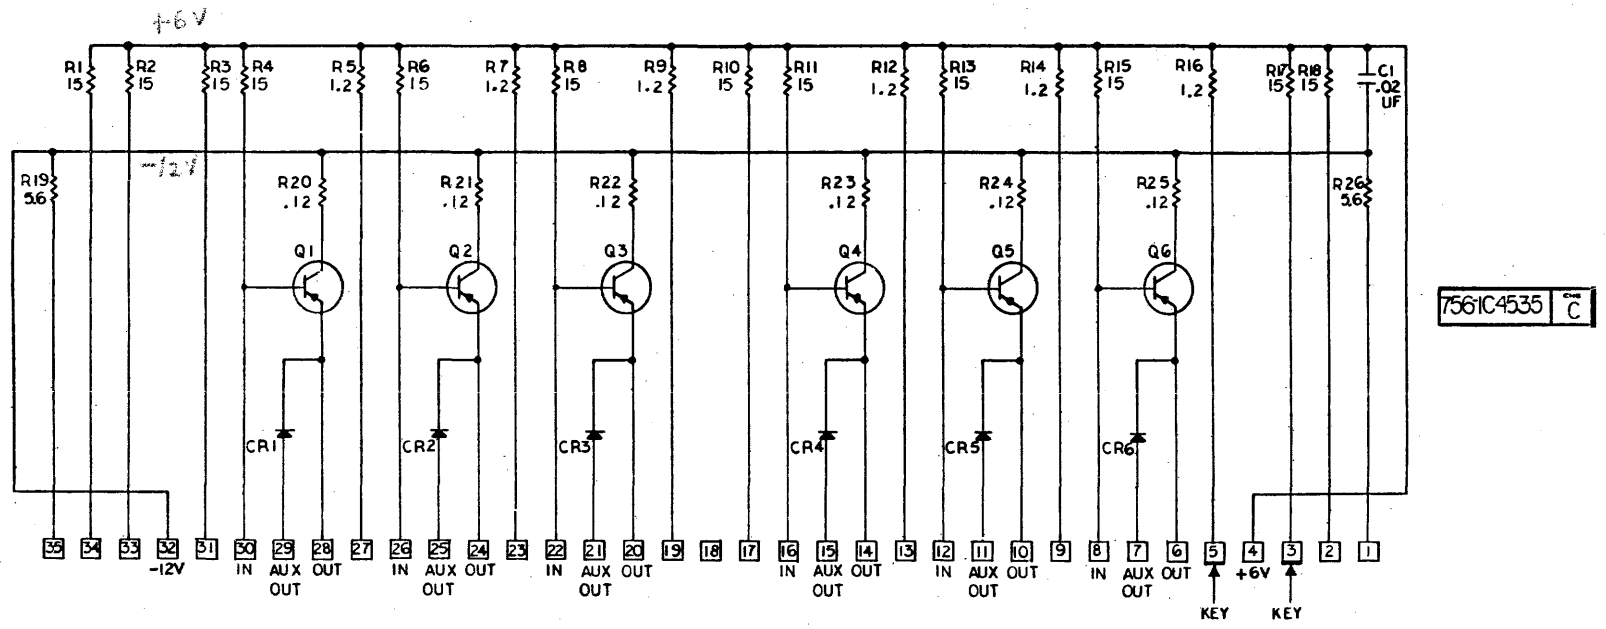 +6V
R1 15
R2 15
R3 15
R4 15
R5 1.2
R6 15
R7 1.2
R8 15
R9 1.2
R10 15
R11 15
R12 1.2
R13 15
R14 1.2
R15 15
R16 1.2
R17 15
R18 15
C1 .02 UF
-12V
R19 5.6
R20 .12
R21 .12
R22 .12
R23 .12
R24 .12
R25 .12
R26 5.6
Q1 Q2 Q3 Q4 Q5 Q6
756-1C4535 C
CR1 CR2 CR3 CR4 CR5 CR6
35 34 33 32 31 30 29 28 27 26 25 24 23 22 21 20 19 18 17 16 15 14 13 12 11 10 9 8 7 6 5 4 3 2 1
-12V IN AUX OUT IN AUX OUT IN AUX OUT IN AUX OUT IN AUX OUT IN AUX OUT +6V
OUT OUT OUT OUT OUT OUT
KEY KEY